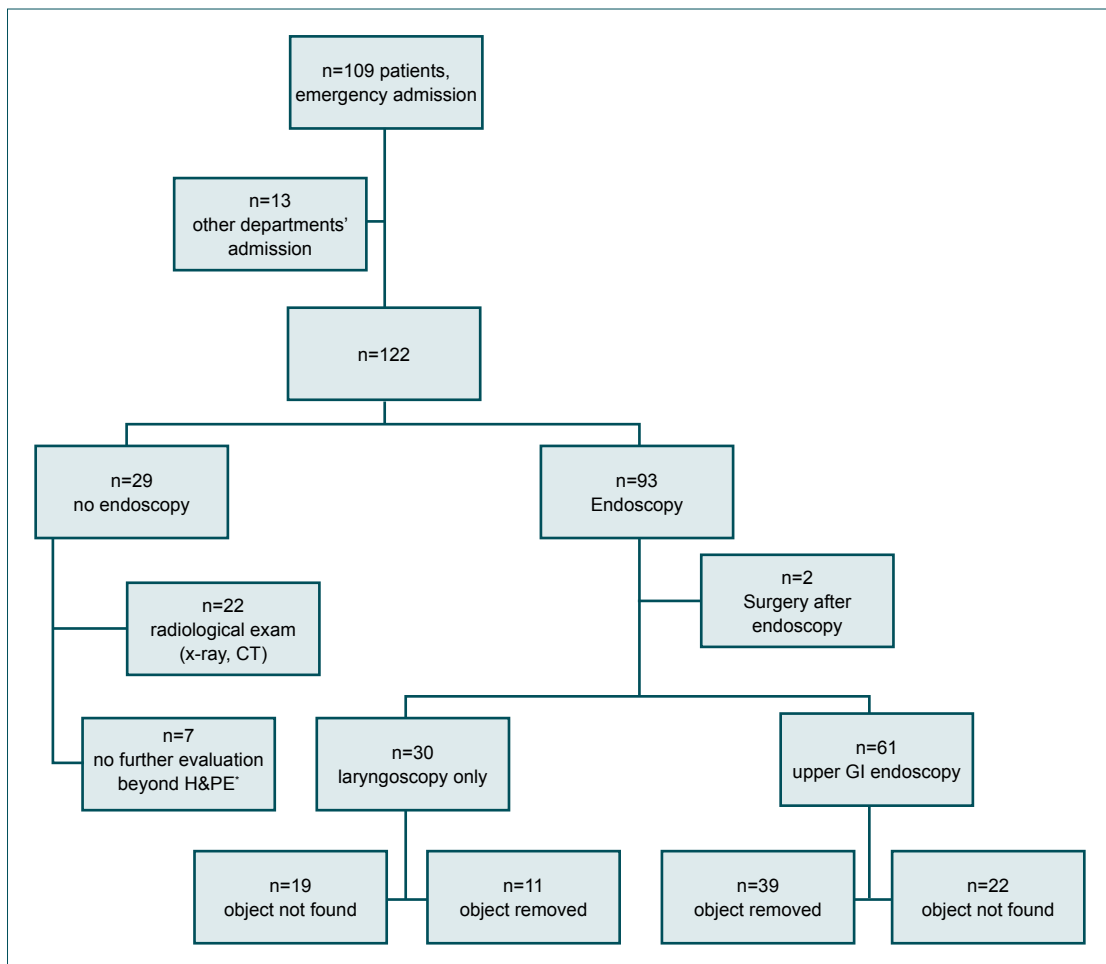 n=109 patients,
emergency admission
n=13
other departments’
admission
n=122
n=29
no endoscopy
n=93
Endoscopy
n=2
Surgery after
endoscopy
n=22
radiological exam
(x-ray, CT)
n=7
no further evaluation
beyond H&PE*
n=30
laryngoscopy only
n=61
upper GI endoscopy
n=19
object not found
n=11
object removed
n=39
object removed
n=22
object not found